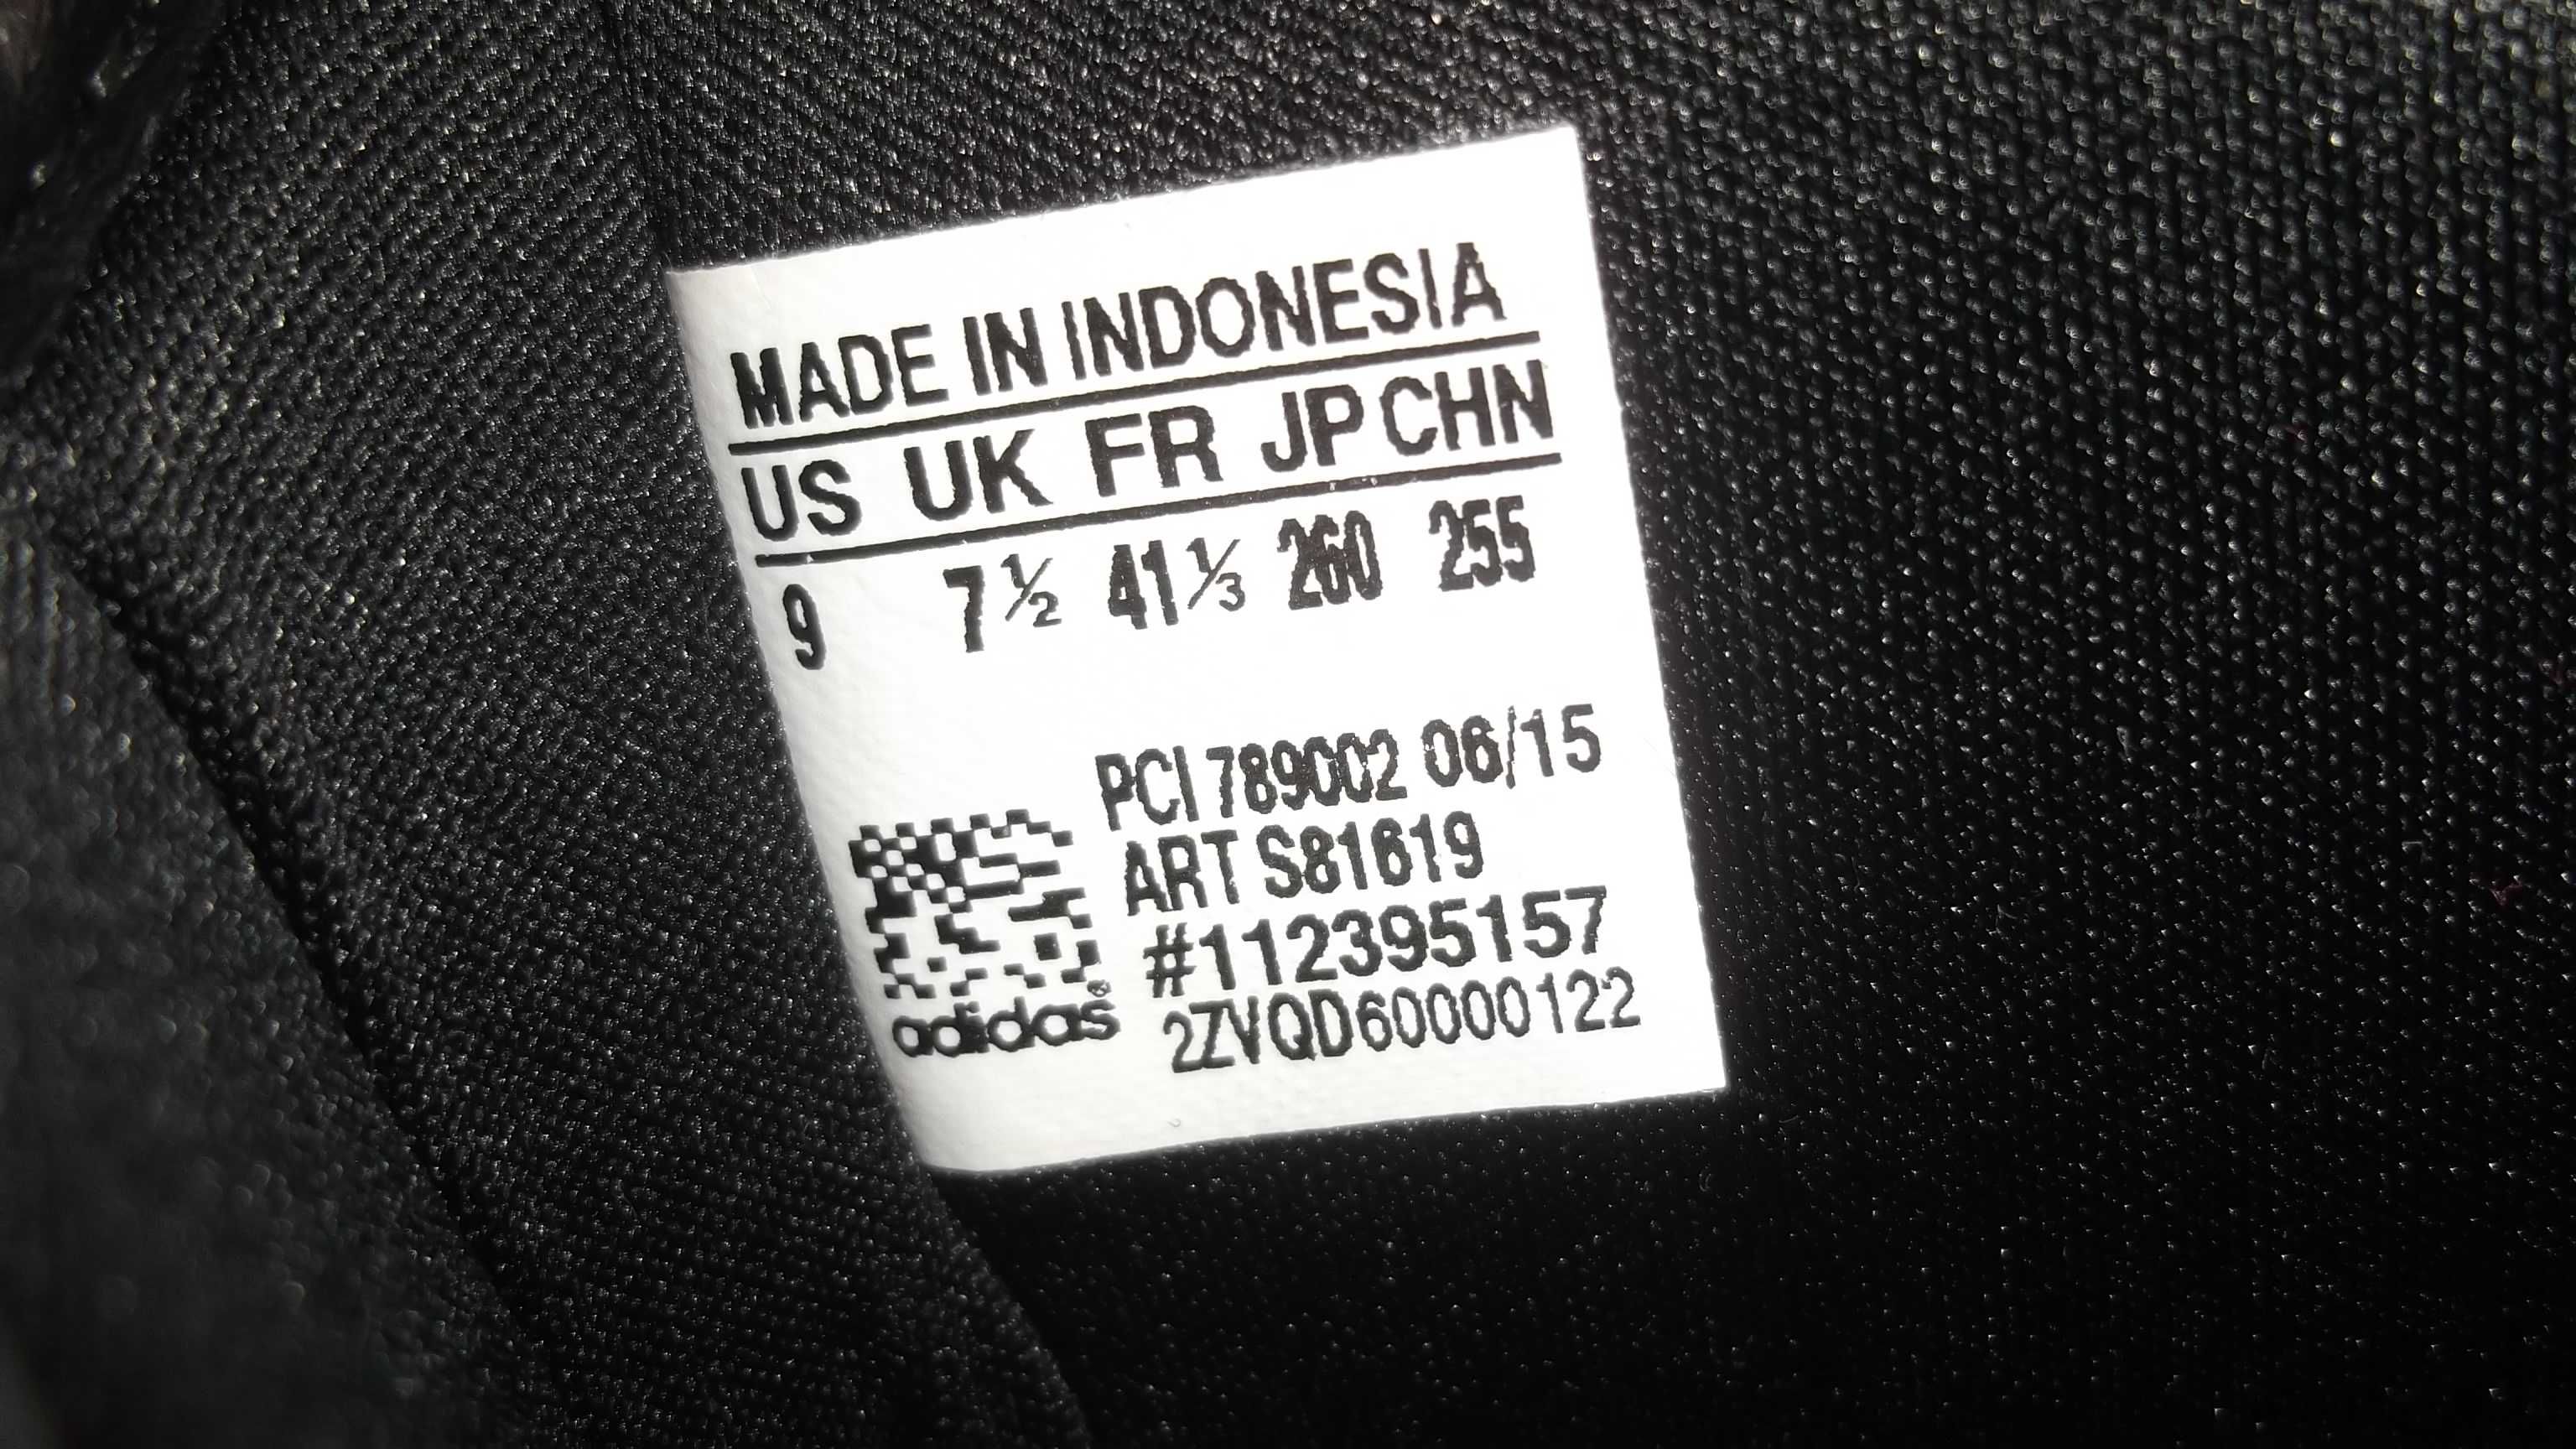 MADE IN INDONESIA
US UK FR JP CHN
9 7½ 41⅓ 260 255
PCI 789002 06/15
ART S81619
#112395157
2ZVQD60000122
adidas®